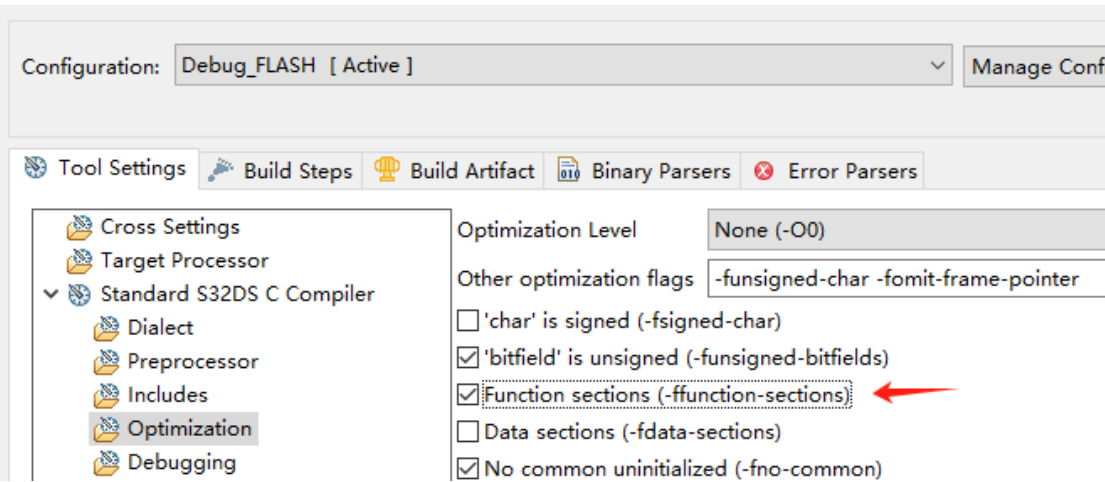 Configuration: Debug_FLASH [ Active ] Manage Conf
Tool Settings Build Steps Build Artifact Binary Parsers Error Parsers
Cross Settings
Target Processor
Standard S32DS C Compiler
Dialect
Preprocessor
Includes
Optimization
Debugging
Optimization Level None (-O0)
Other optimization flags -funsigned-char -fomit-frame-pointer
'char' is signed (-fsigned-char)
'bitfield' is unsigned (-funsigned-bitfields)
Function sections (-ffunction-sections)
Data sections (-fdata-sections)
No common uninitialized (-fno-common)